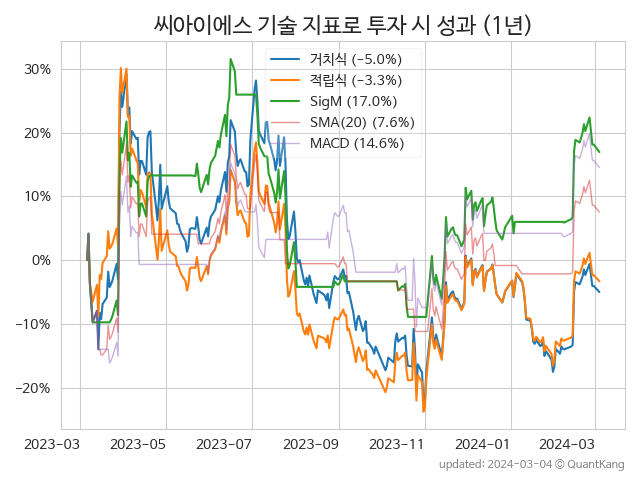 씨아이에스 기술 지표로 투자 시 성과 (1년)
거치식 (−5.0%)
적립식 (−3.3%)
SigM (17.0%)
SMA(20) (7.6%)
MACD (14.6%)
30%
20%
10%
0%
−10%
−20%
2023-03
2023-05
2023-07
2023-09
2023-11
2024-01
2024-03
updated: 2024-03-04 © QuantKang